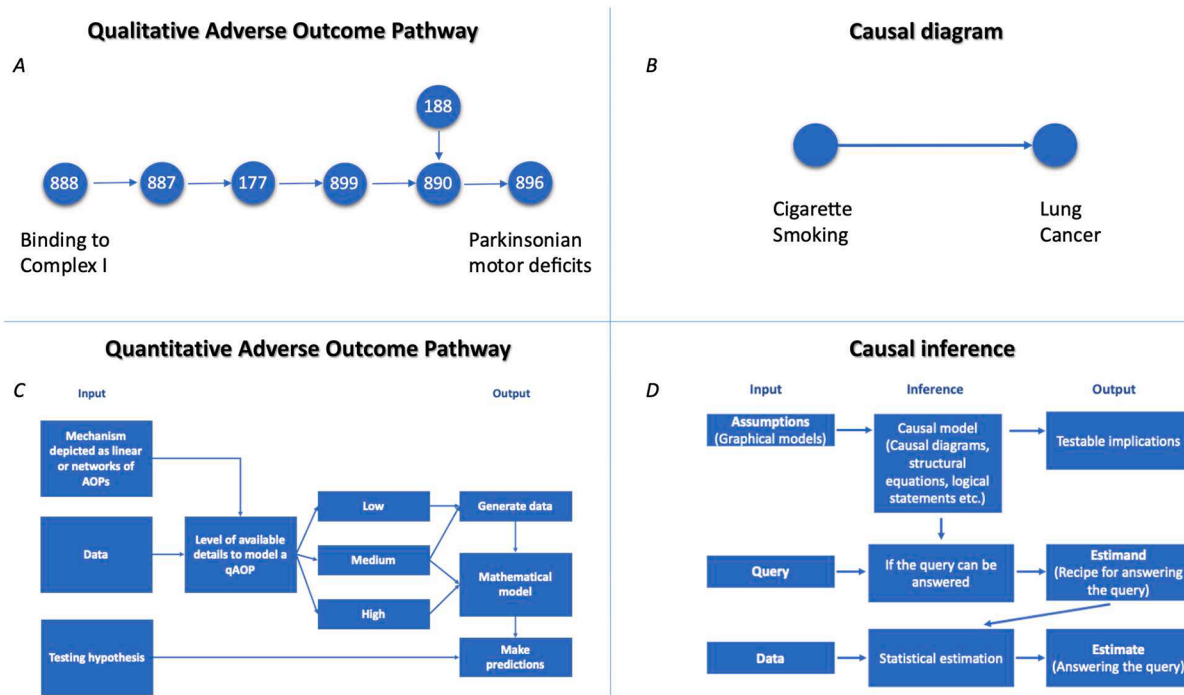 Qualitative Adverse Outcome Pathway
A
188
888
887
177
899
890
896
Binding to
Complex I
Parkinsonian
motor deficits
Causal diagram
B
Cigarette
Smoking
Lung
Cancer
Quantitative Adverse Outcome Pathway
C
Input
Output
Mechanism
depicted as linear
or networks of
AOPs
Data
Testing hypothesis
Level of available
details to model a
qAOP
Low
Medium
High
Generate data
Mathematical
model
Make
predictions
Causal inference
D
Input
Inference
Output
Assumptions
(Graphical models)
Causal model
(Causal diagrams,
structural
equations, logical
statements etc.)
Testable implications
Query
If the query can be
answered
Estimand
(Recipe for answering
the query)
Data
Statistical estimation
Estimate
(Answering the query)